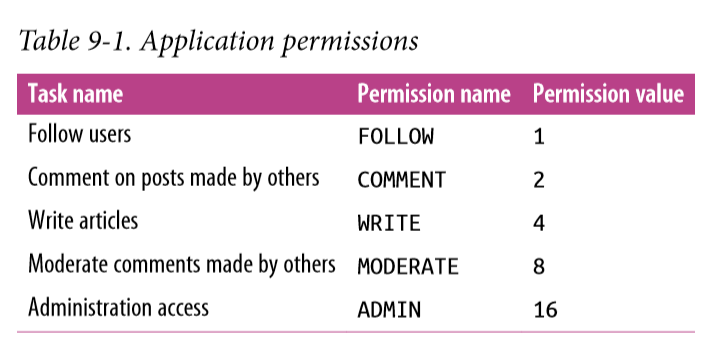 Table 9-1. Application permissions
Task name Permission name Permission value
Follow users FOLLOW 1
Comment on posts made by others COMMENT 2
Write articles WRITE 4
Moderate comments made by others MODERATE 8
Administration access ADMIN 16